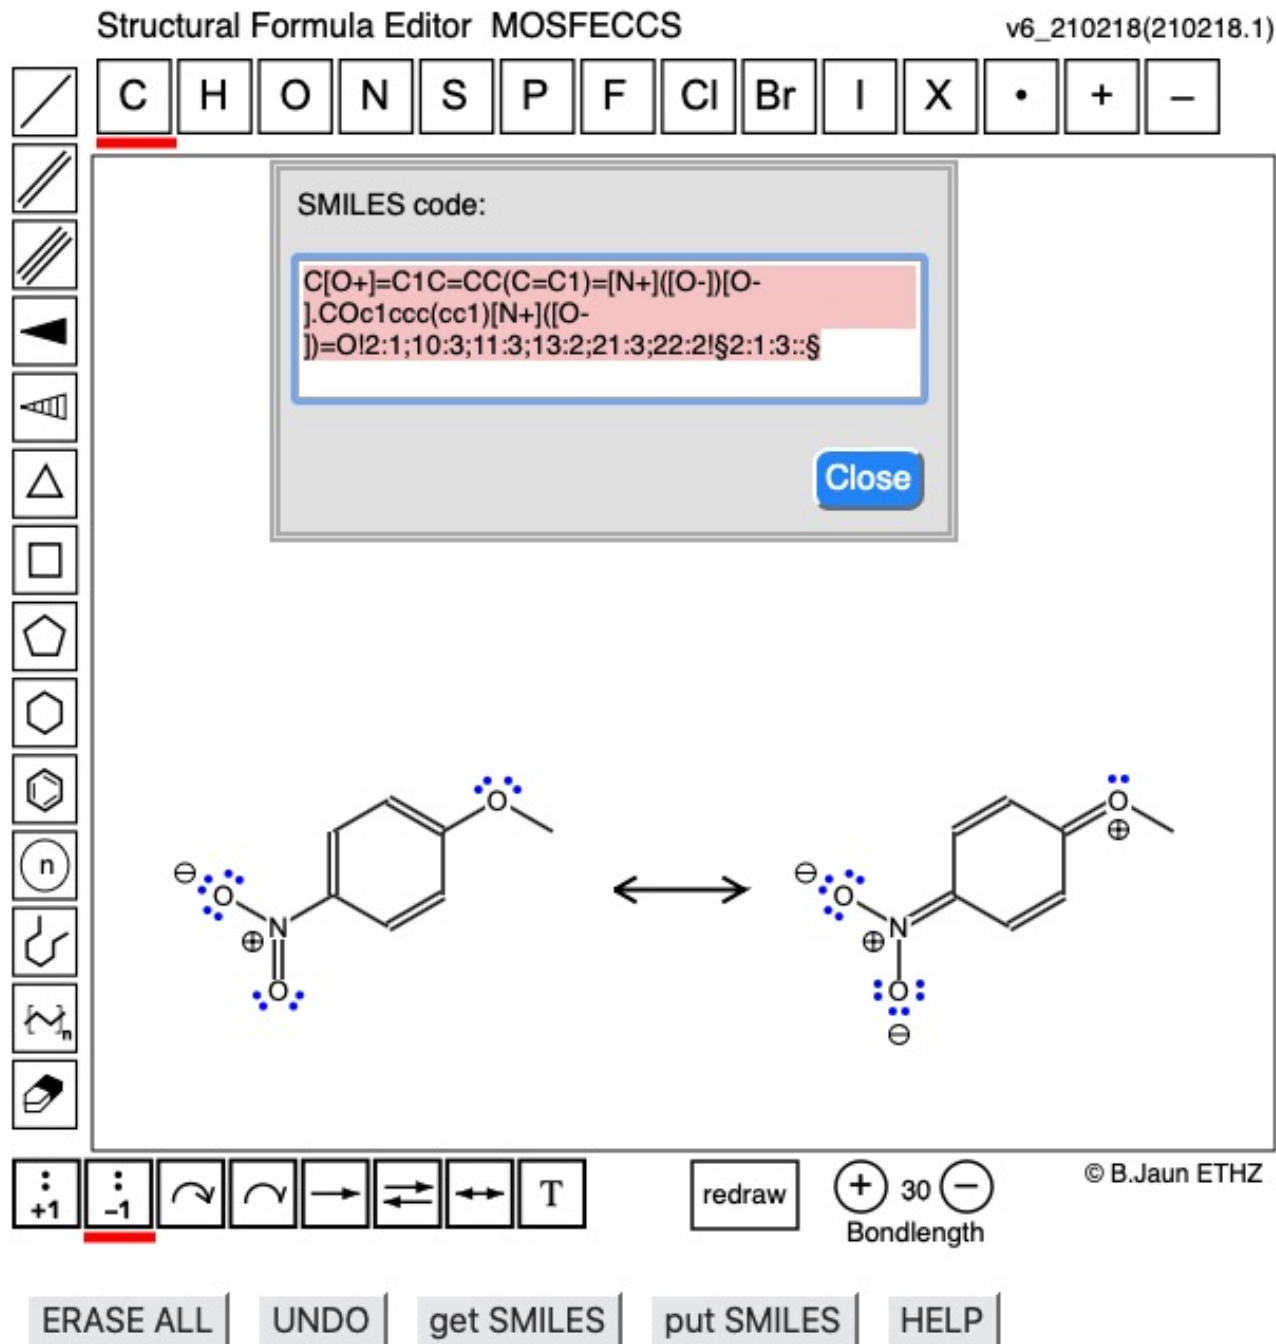 Structural Formula Editor MOSFECCS
v6_210218(210218.1)
C H O N S P F Cl Br I X • + –
SMILES code:
C[O+]=C1C=CC(C=C1)=[N+]([O-])[O-
].COc1ccc(cc1)[N+]([O-
])=O!2:1;10:3;11:3;13:2;21:3;22:2!§2:1:3::§
Close
n
n
O
O
⊕
⊖
O
N
⊕
O
⊖
O
N
⊕
O
⊖
+1
–1
T
redraw
+ 30 –
Bondlength
© B.Jaun ETHZ
ERASE ALL
UNDO
get SMILES
put SMILES
HELP